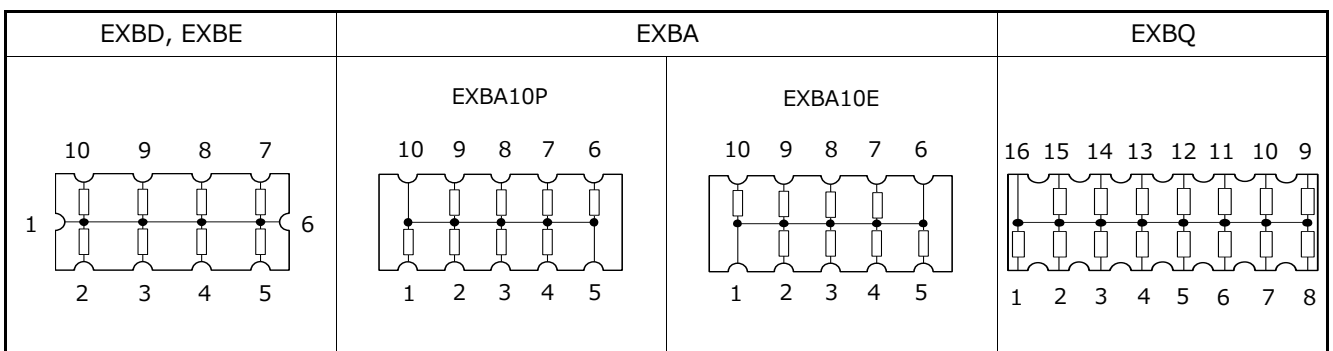 EXBD, EXBE
EXBA
EXBQ
EXBA10P
EXBA10E
10 9 8 7
1 6
2 3 4 5
10 9 8 7 6
1 2 3 4 5
10 9 8 7 6
1 2 3 4 5
16 15 14 13 12 11 10 9
1 2 3 4 5 6 7 8